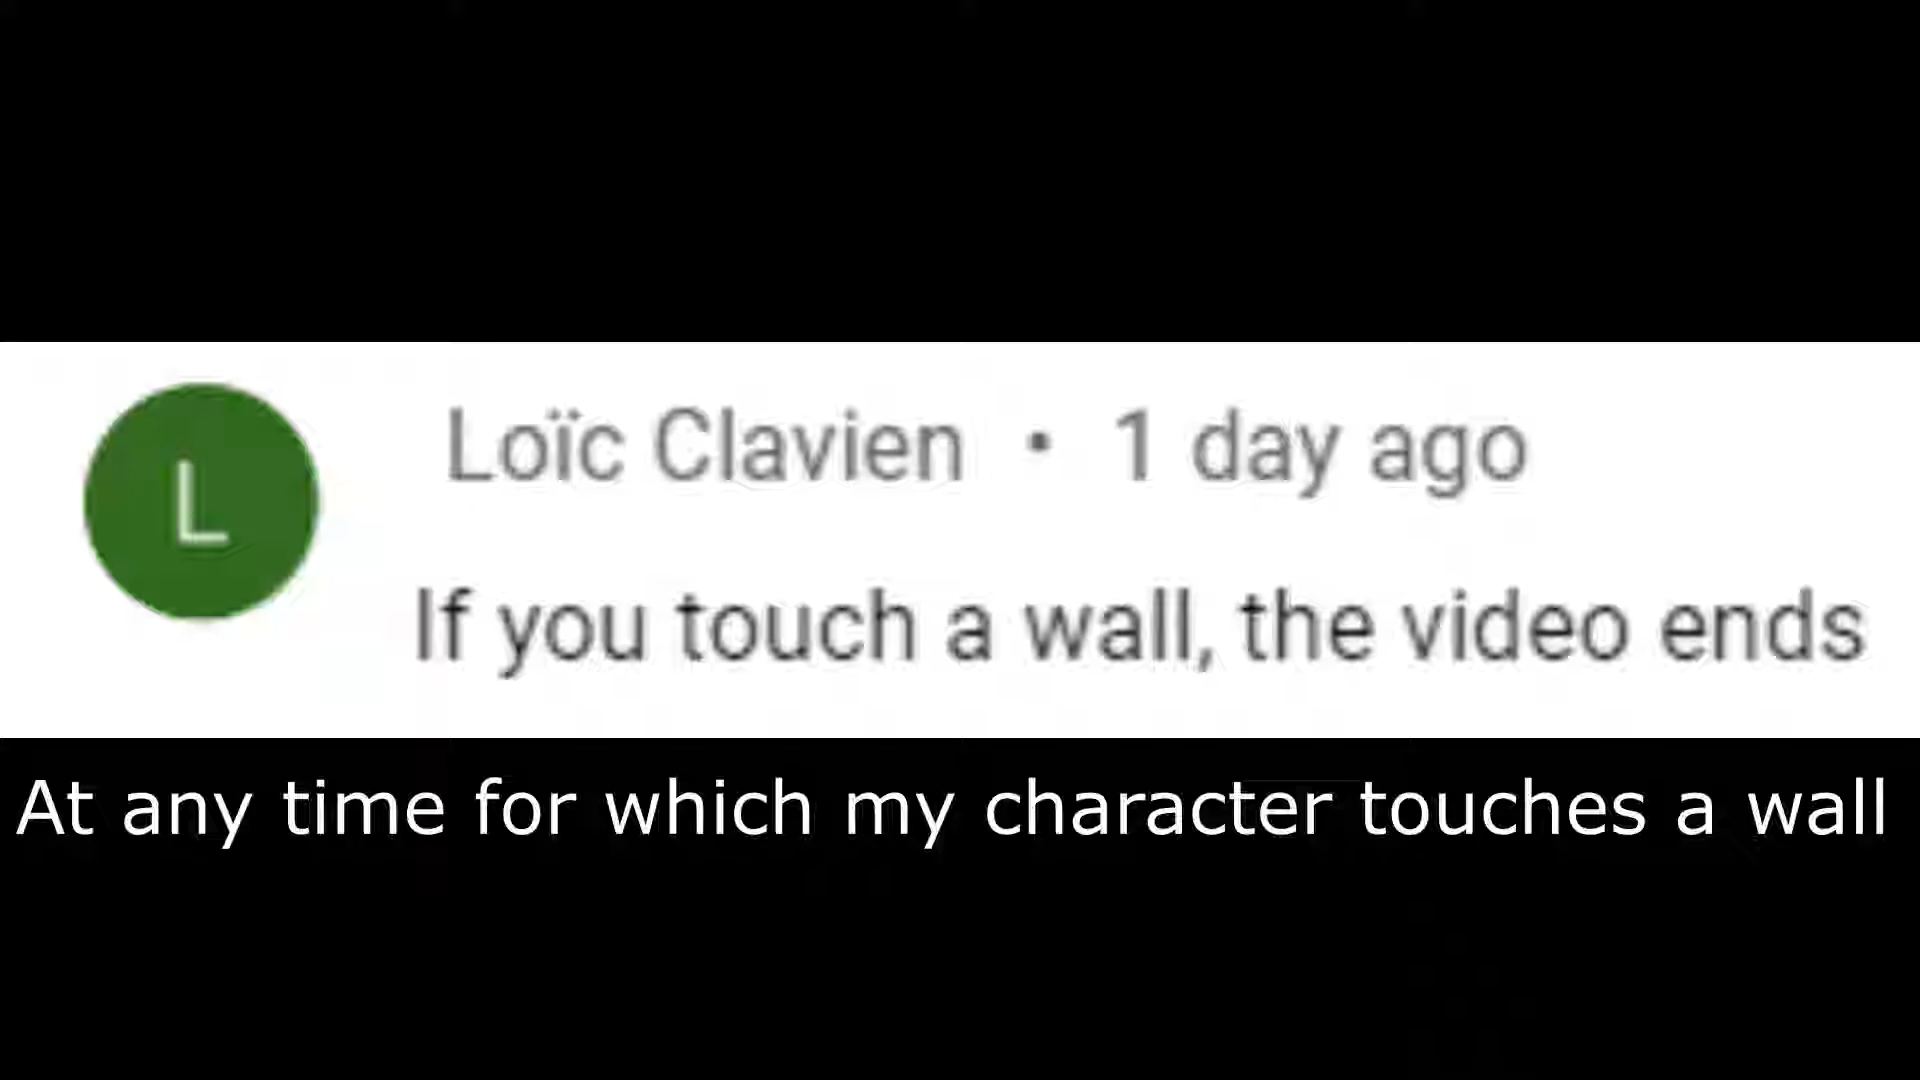 L
Loïc Clavien • 1 day ago
If you touch a wall, the video ends
At any time for which my character touches a wall